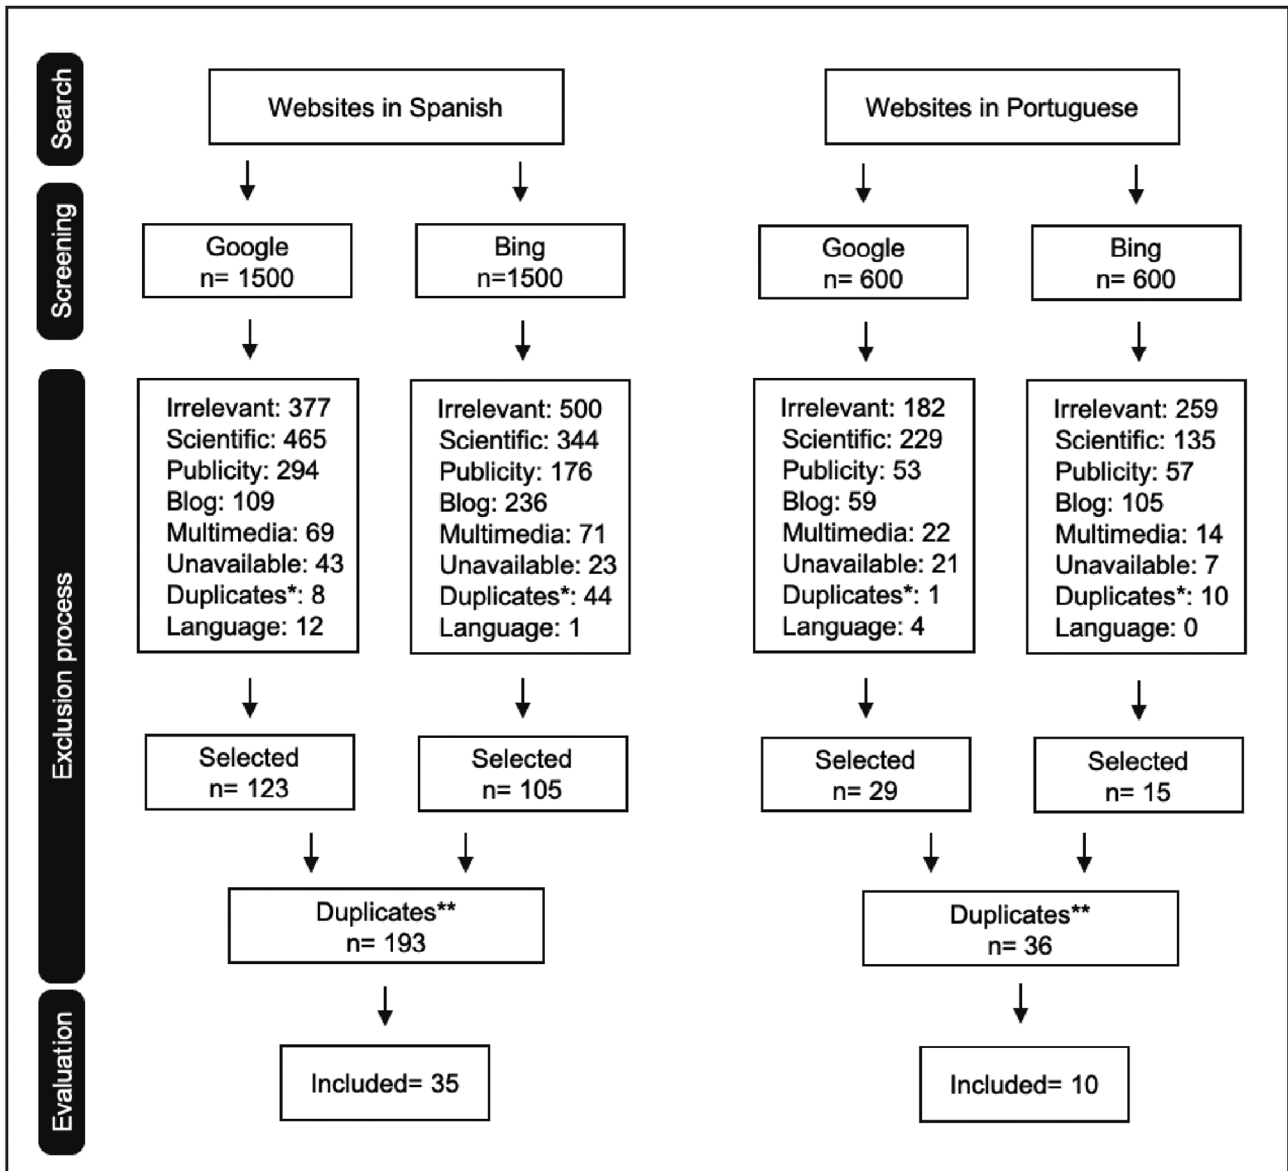 Search
Websites in Spanish
Websites in Portuguese
Screening
Google
n= 1500
Bing
n=1500
Google
n= 600
Bing
n= 600
Exclusion process
Irrelevant: 377
Scientific: 465
Publicity: 294
Blog: 109
Multimedia: 69
Unavailable: 43
Duplicates*: 8
Language: 12
Irrelevant: 500
Scientific: 344
Publicity: 176
Blog: 236
Multimedia: 71
Unavailable: 23
Duplicates*: 44
Language: 1
Irrelevant: 182
Scientific: 229
Publicity: 53
Blog: 59
Multimedia: 22
Unavailable: 21
Duplicates*: 1
Language: 4
Irrelevant: 259
Scientific: 135
Publicity: 57
Blog: 105
Multimedia: 14
Unavailable: 7
Duplicates*: 10
Language: 0
Selected
n= 123
Selected
n= 105
Selected
n= 29
Selected
n= 15
Duplicates**
n= 193
Duplicates**
n= 36
Evaluation
Included= 35
Included= 10